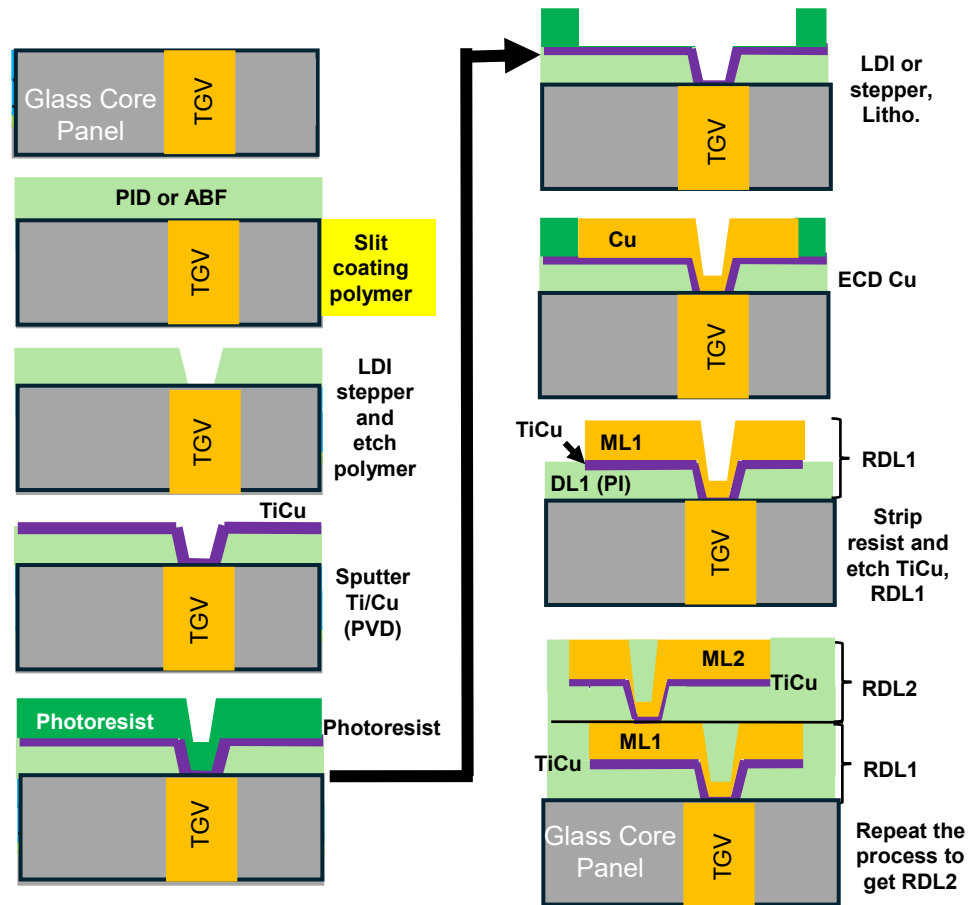 Glass Core
Panel
TGV
PID or ABF
TGV
Slit
coating
polymer
TGV
LDI
stepper
and
etch
polymer
TiCu
TGV
Sputter
Ti/Cu
(PVD)
Photoresist
Photoresist
TGV
TGV
LDI or
stepper,
Litho.
Cu
TGV
ECD Cu
TiCu
ML1
DL1 (PI)
RDL1
TGV
Strip
resist and
etch TiCu,
RDL1
ML2
TiCu
RDL2
ML1
TiCu
RDL1
Glass Core
Panel
TGV
Repeat the
process to
get RDL2